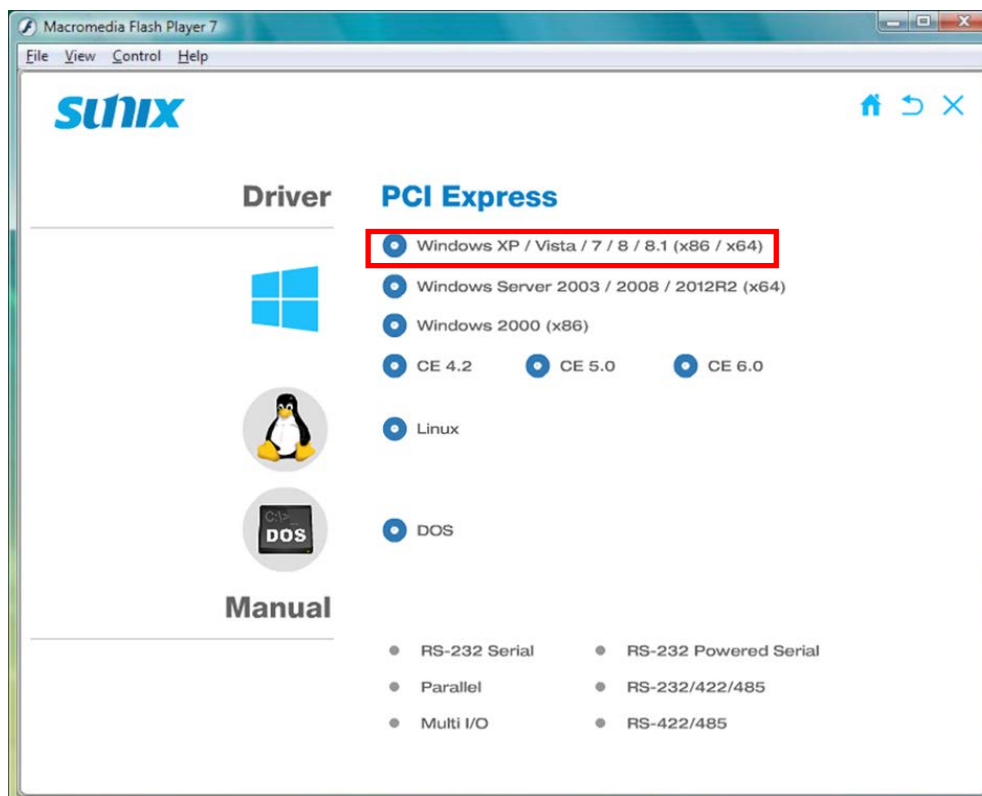 Macromedia Flash Player 7
File View Control Help
SUNIX
Driver PCI Express
Windows XP / Vista / 7 / 8 / 8.1 (x86 / x64)
Windows Server 2003 / 2008 / 2012R2 (x64)
Windows 2000 (x86)
CE 4.2 CE 5.0 CE 6.0
Linux
C:\>_
DOS
DOS
Manual
RS-232 Serial RS-232 Powered Serial
Parallel RS-232/422/485
Multi I/O RS-422/485